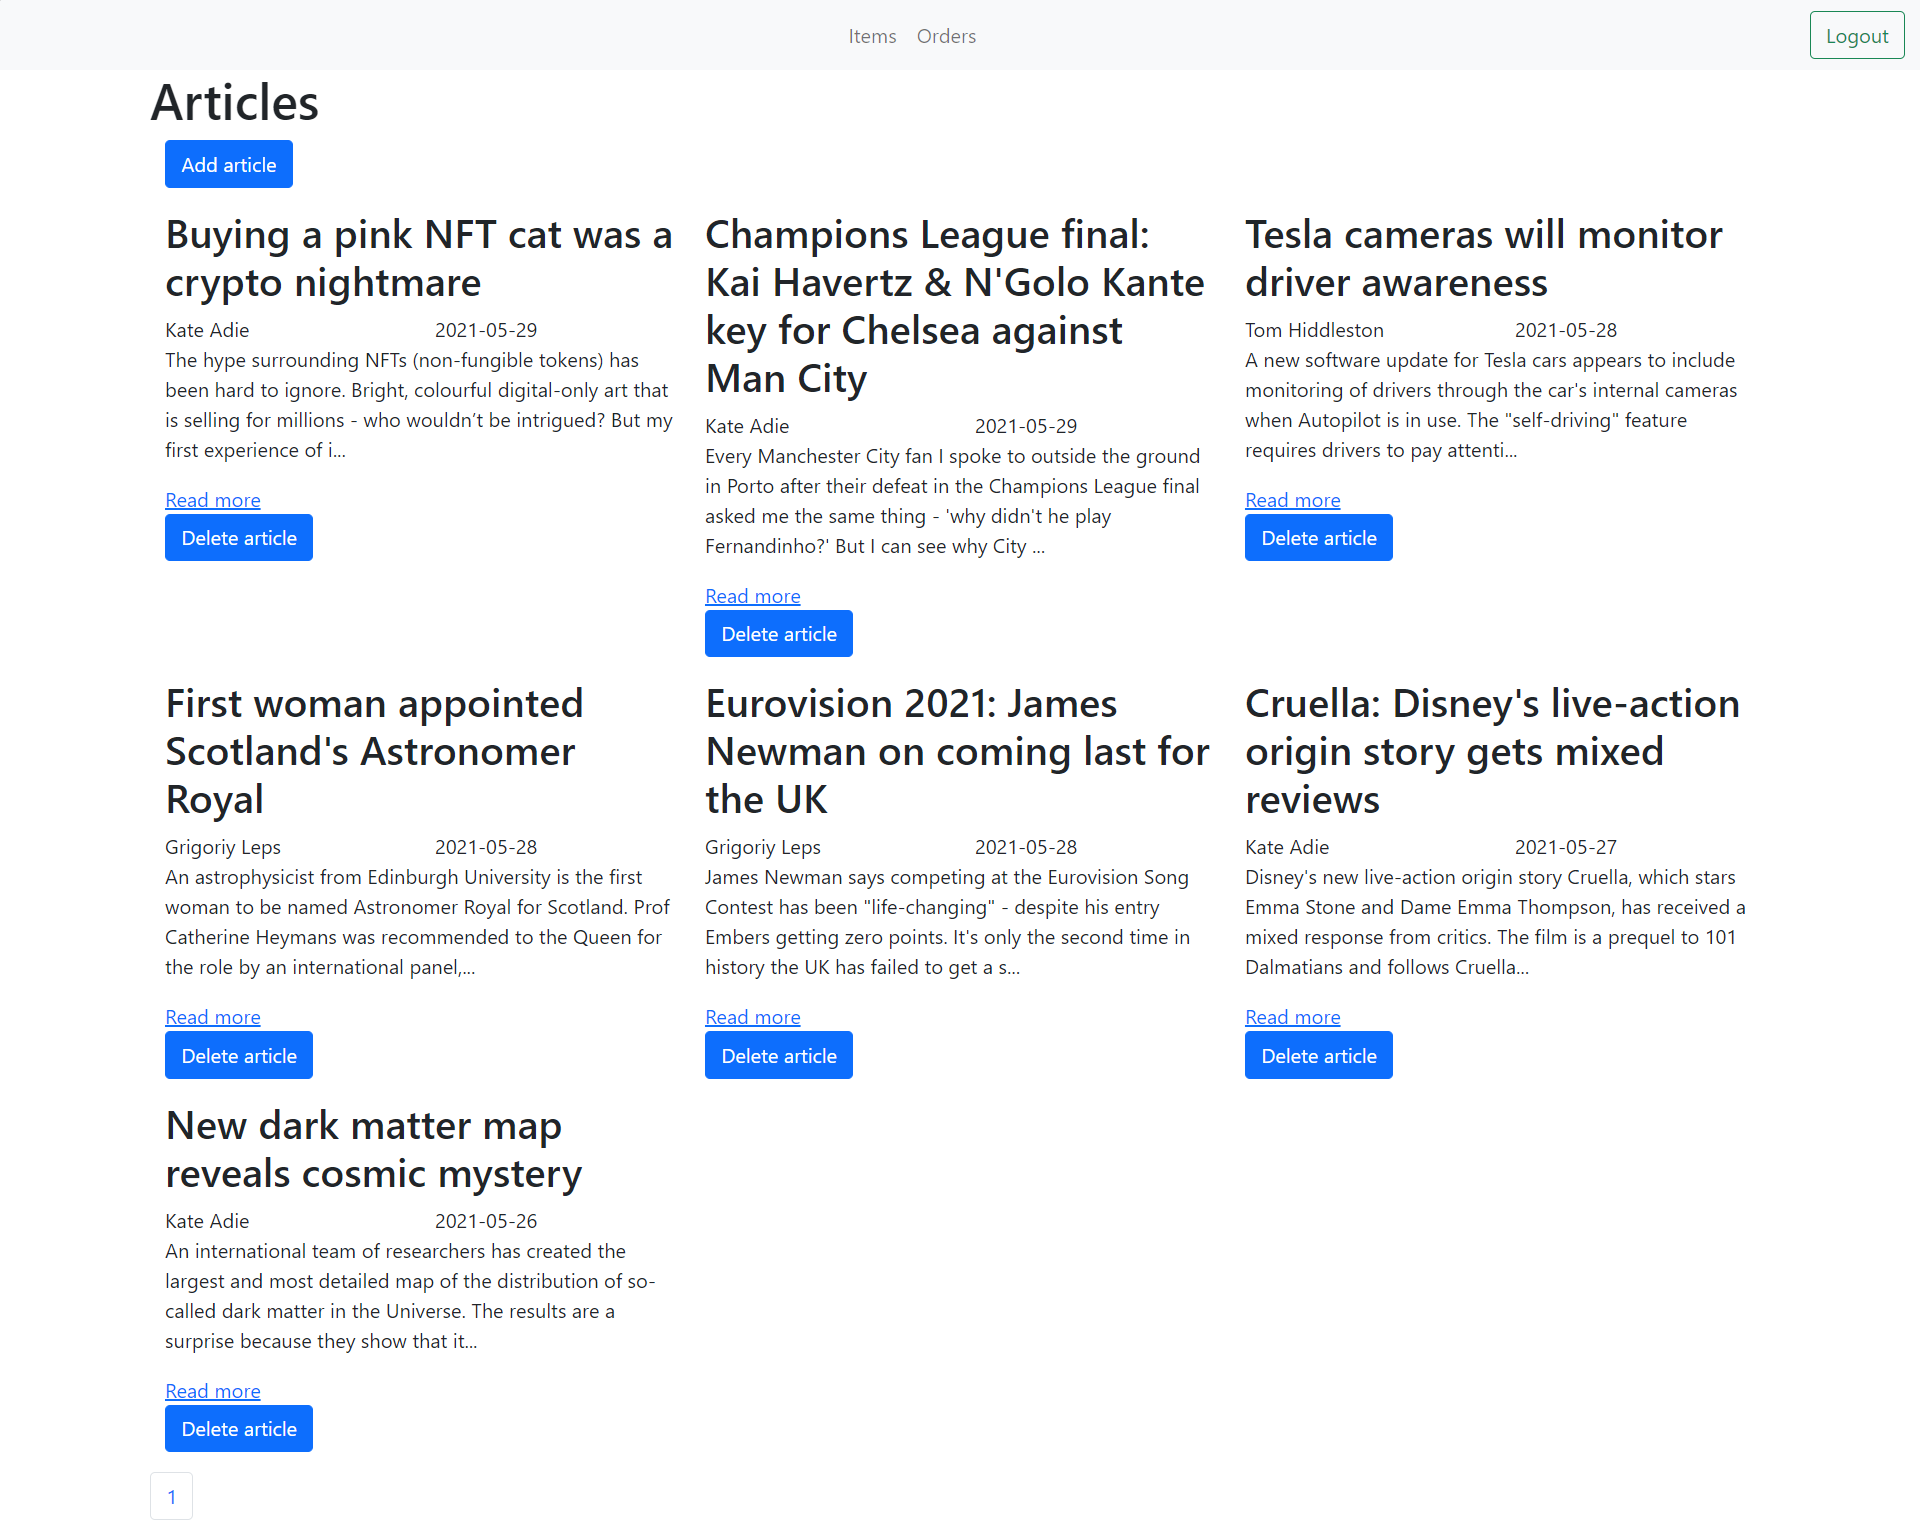 Items Orders Logout
Articles
Add article
Buying a pink NFT cat was a
crypto nightmare
Kate Adie 2021-05-29
The hype surrounding NFTs (non-fungible tokens) has
been hard to ignore. Bright, colourful digital-only art that
is selling for millions - who wouldn’t be intrigued? But my
first experience of i...
Read more
Delete article
Champions League final:
Kai Havertz & N'Golo Kante
key for Chelsea against
Man City
Kate Adie 2021-05-29
Every Manchester City fan I spoke to outside the ground
in Porto after their defeat in the Champions League final
asked me the same thing - 'why didn't he play
Fernandinho?' But I can see why City ...
Read more
Delete article
Tesla cameras will monitor
driver awareness
Tom Hiddleston 2021-05-28
A new software update for Tesla cars appears to include
monitoring of drivers through the car's internal cameras
when Autopilot is in use. The "self-driving" feature
requires drivers to pay attenti...
Read more
Delete article
First woman appointed
Scotland's Astronomer
Royal
Grigoriy Leps 2021-05-28
An astrophysicist from Edinburgh University is the first
woman to be named Astronomer Royal for Scotland. Prof
Catherine Heymans was recommended to the Queen for
the role by an international panel,...
Read more
Delete article
Eurovision 2021: James
Newman on coming last for
the UK
Grigoriy Leps 2021-05-28
James Newman says competing at the Eurovision Song
Contest has been "life-changing" - despite his entry
Embers getting zero points. It's only the second time in
history the UK has failed to get a s...
Read more
Delete article
Cruella: Disney's live-action
origin story gets mixed
reviews
Kate Adie 2021-05-27
Disney's new live-action origin story Cruella, which stars
Emma Stone and Dame Emma Thompson, has received a
mixed response from critics. The film is a prequel to 101
Dalmatians and follows Cruella...
Read more
Delete article
New dark matter map
reveals cosmic mystery
Kate Adie 2021-05-26
An international team of researchers has created the
largest and most detailed map of the distribution of so-
called dark matter in the Universe. The results are a
surprise because they show that it...
Read more
Delete article
1